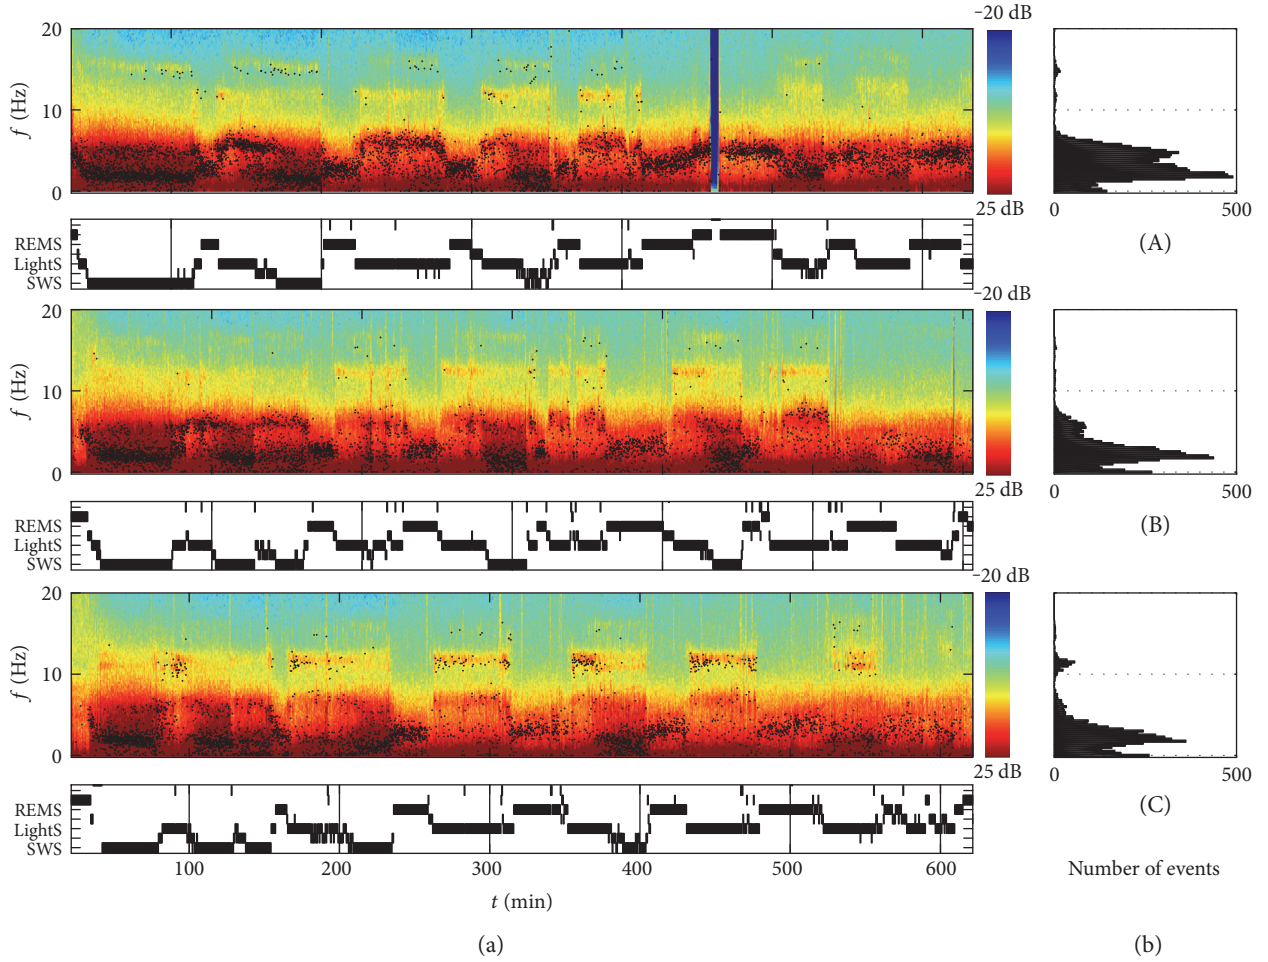 −20 dB
20
10
0
f (Hz)
25 dB
0
500
(A)
REMS
LightS
SWS
−20 dB
20
10
0
f (Hz)
25 dB
0
500
(B)
REMS
LightS
SWS
−20 dB
20
10
0
f (Hz)
25 dB
0
500
(C)
REMS
LightS
SWS
100
200
300
400
500
600
t (min)
Number of events
(a)
(b)